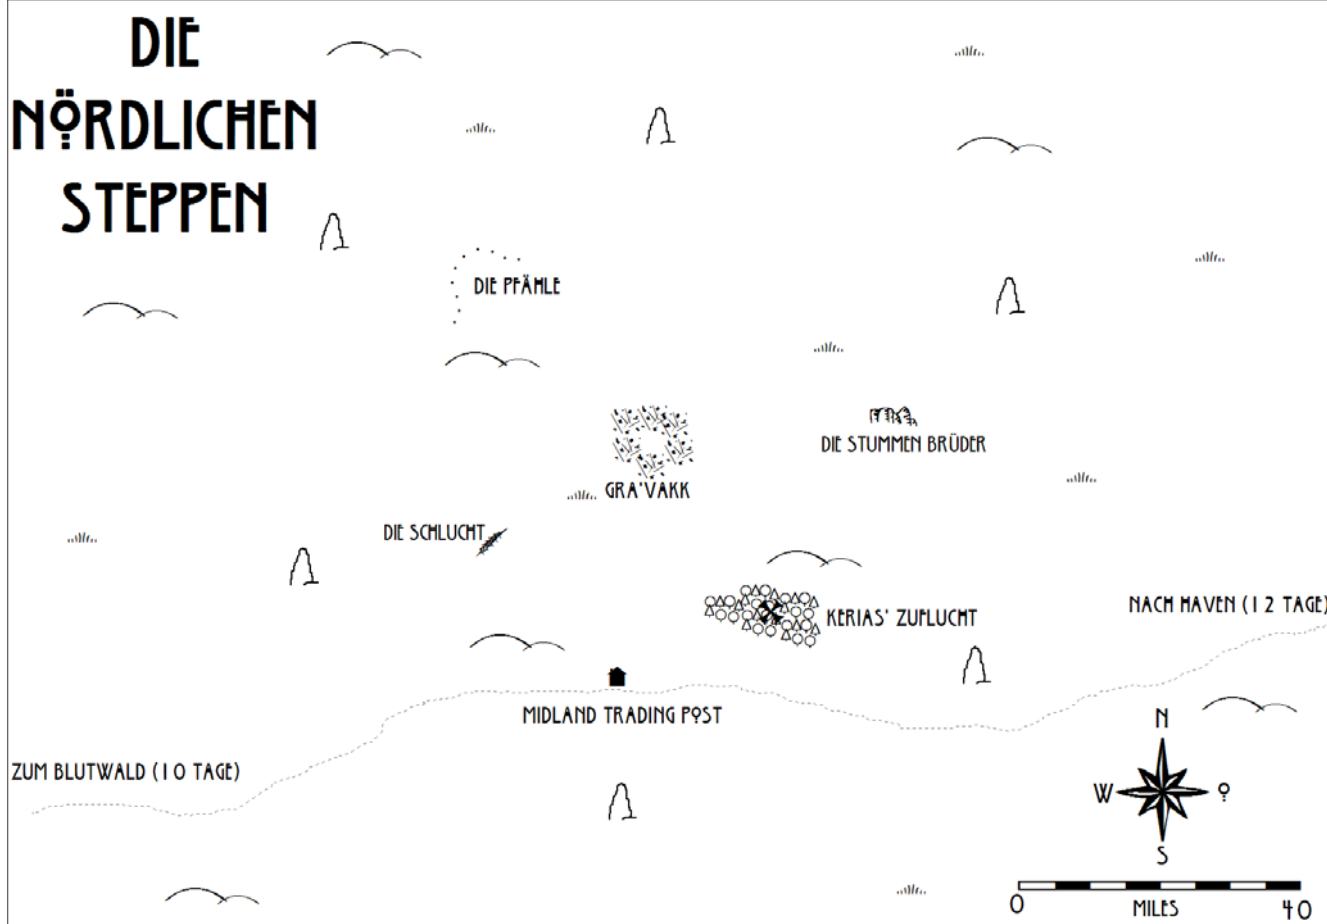 DIE
NÖRDLICHEN
STEPPEN
DIE PFÄHLE
DIE STUMMEN BRÜDER
GRA'VAKK
DIE SCHLUCHT
NACH HAVEN (12 TAGE)
KERIAS' ZUFLUCHT
MIDLAND TRADING POST
ZUM BLUTWALD (10 TAGE)
N
W O
S
0 MILES 40